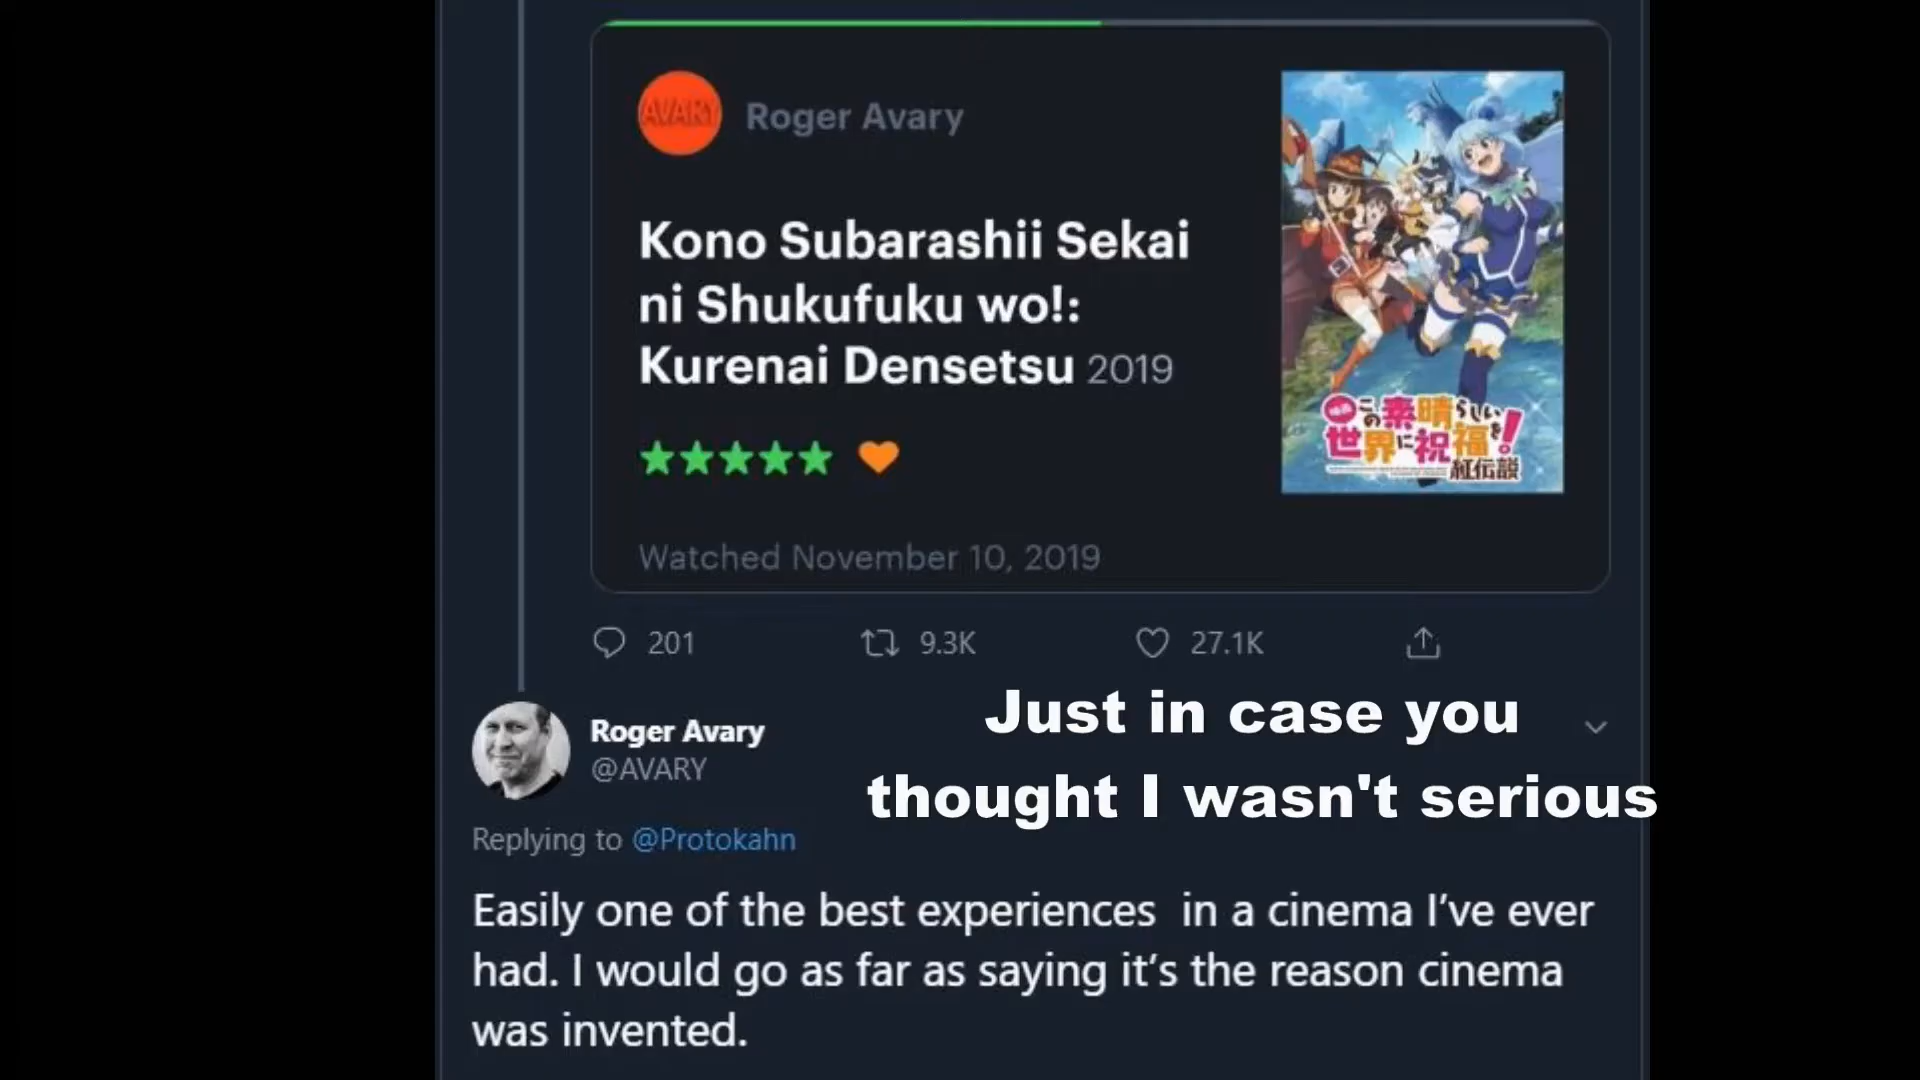 AVARY
Roger Avary
Kono Subarashii Sekai
ni Shukufuku wo!:
Kurenai Densetsu 2019
映画
この素晴らしい
世界に祝福を!
紅伝説
Watched November 10, 2019
201
9.3K
27.1K
Just in case you
thought I wasn't serious
Roger Avary
@AVARY
Replying to @Protokahn
Easily one of the best experiences  in a cinema I’ve ever
had. I would go as far as saying it’s the reason cinema
was invented.